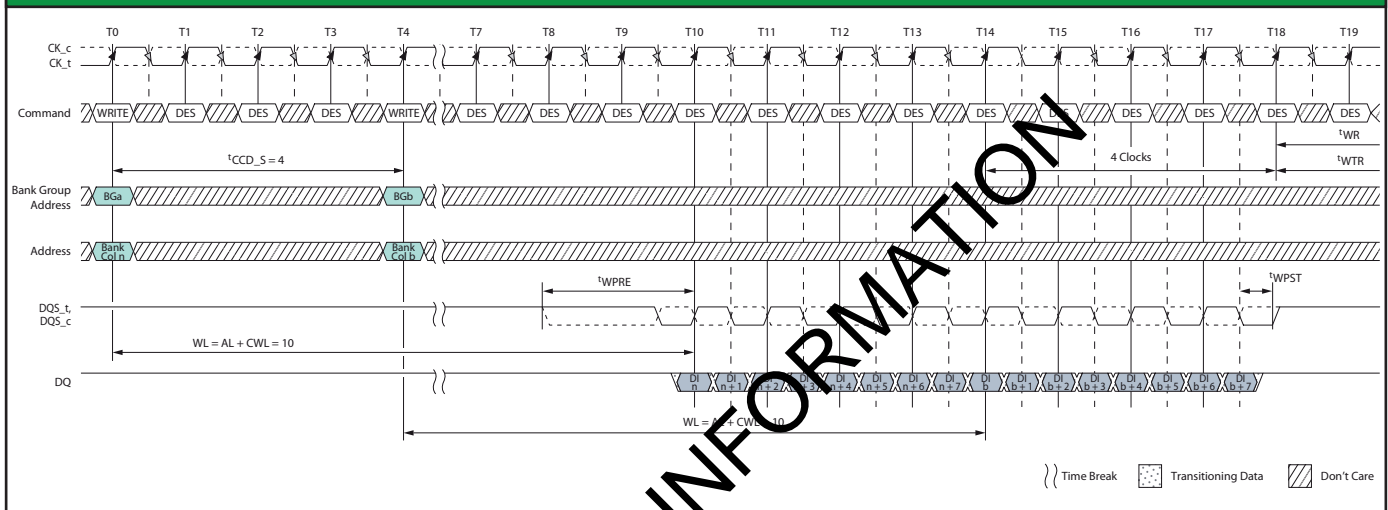 T0 T1 T2 T3 T4 T7 T8 T9 T10 T11 T12 T13 T14 T15 T16 T17 T18 T19
CK_c
CK_t
Command WRITE DES DES DES WRITE DES DES DES DES DES DES DES DES DES DES DES DES DES
tWR
tCCD_S = 4 4 Clocks tWTR
Bank Group
Address BGa BGb
Address Bank
Col n Bank
Col b
tWPRE tWPST
DQS_t,
DQS_c
WL = AL + CWL = 10
DQ DI
n DI
n + 1 DI
n + 2 DI
n + 3 DI
n + 4 DI
n + 5 DI
n + 6 DI
n + 7 DI
b DI
b + 1 DI
b + 2 DI
b + 3 DI
b + 4 DI
b + 5 DI
b + 6 DI
b + 7
WL = AL + CWL = 10
INFORMATION
Time Break Transitioning Data Don't Care